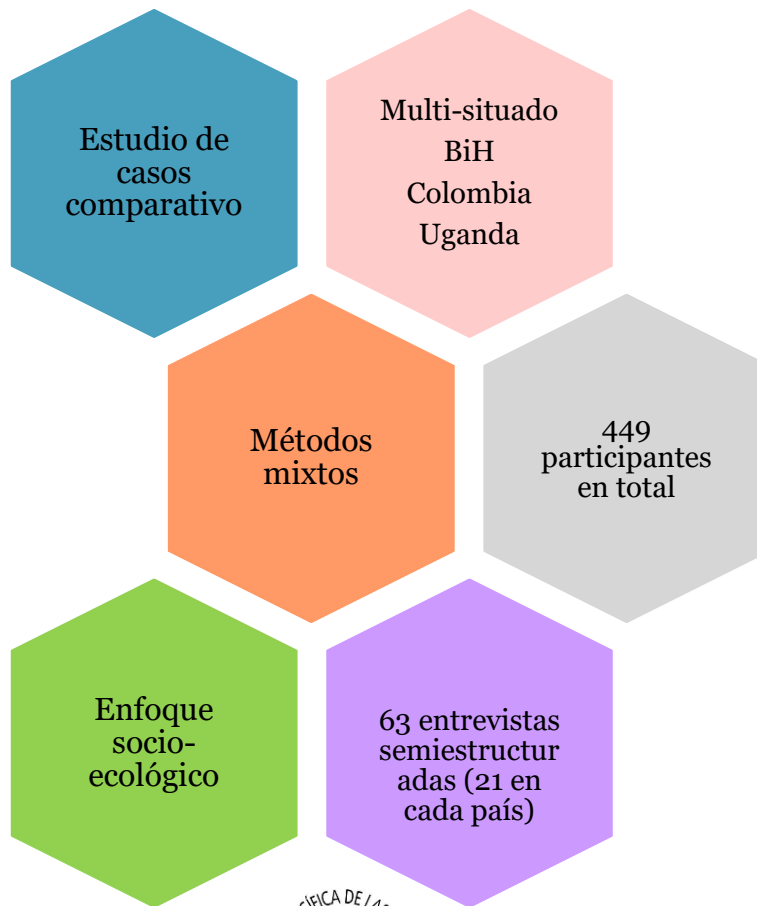 Estudio de
casos
comparativo
Multi-situado
BiH
Colombia
Uganda
Métodos
mixtos
449
participantes
en total
Enfoque
socio-
ecológico
63 entrevistas
semiestructur
adas (21 en
cada país)
DE